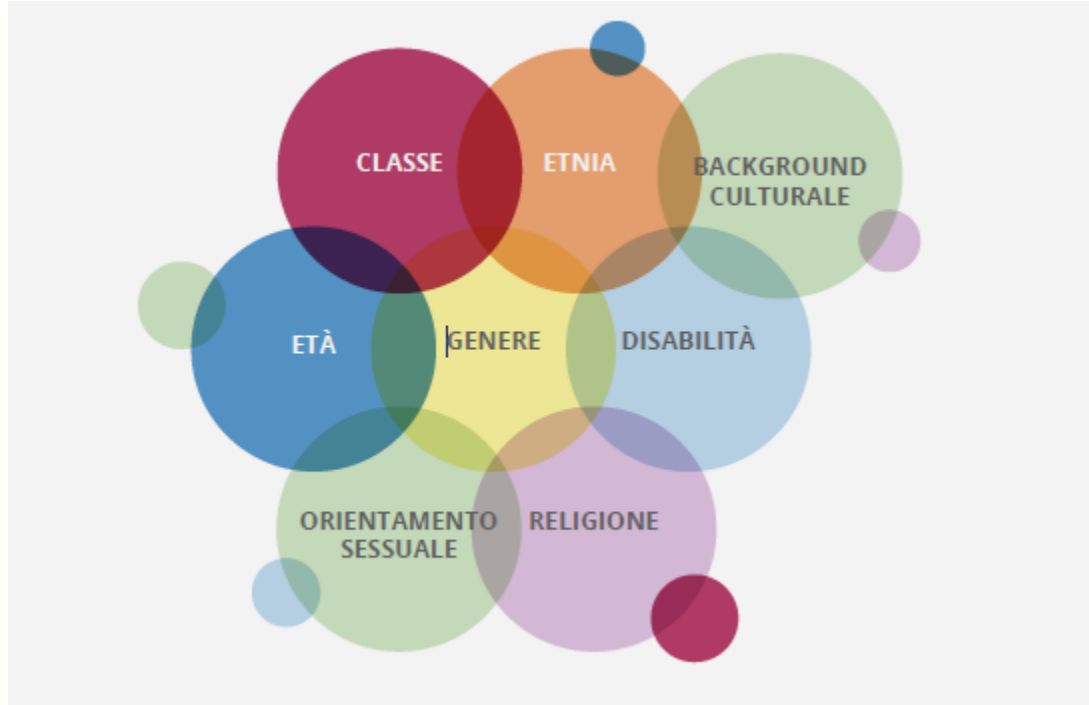 CLASSE
ETNIA
BACKGROUND
CULTURALE
ETÀ
GENERE
DISABILITÀ
ORIENTAMENTO
SESSUALE
RELIGIONE